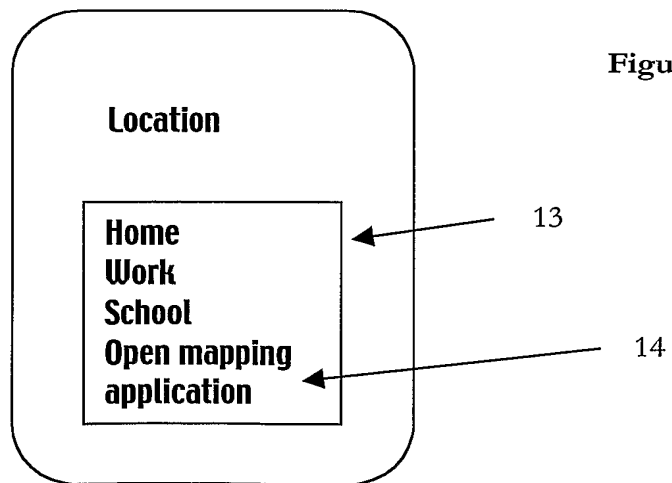 Figu
Location
Home
13
Work
School
Open mapping
14
application